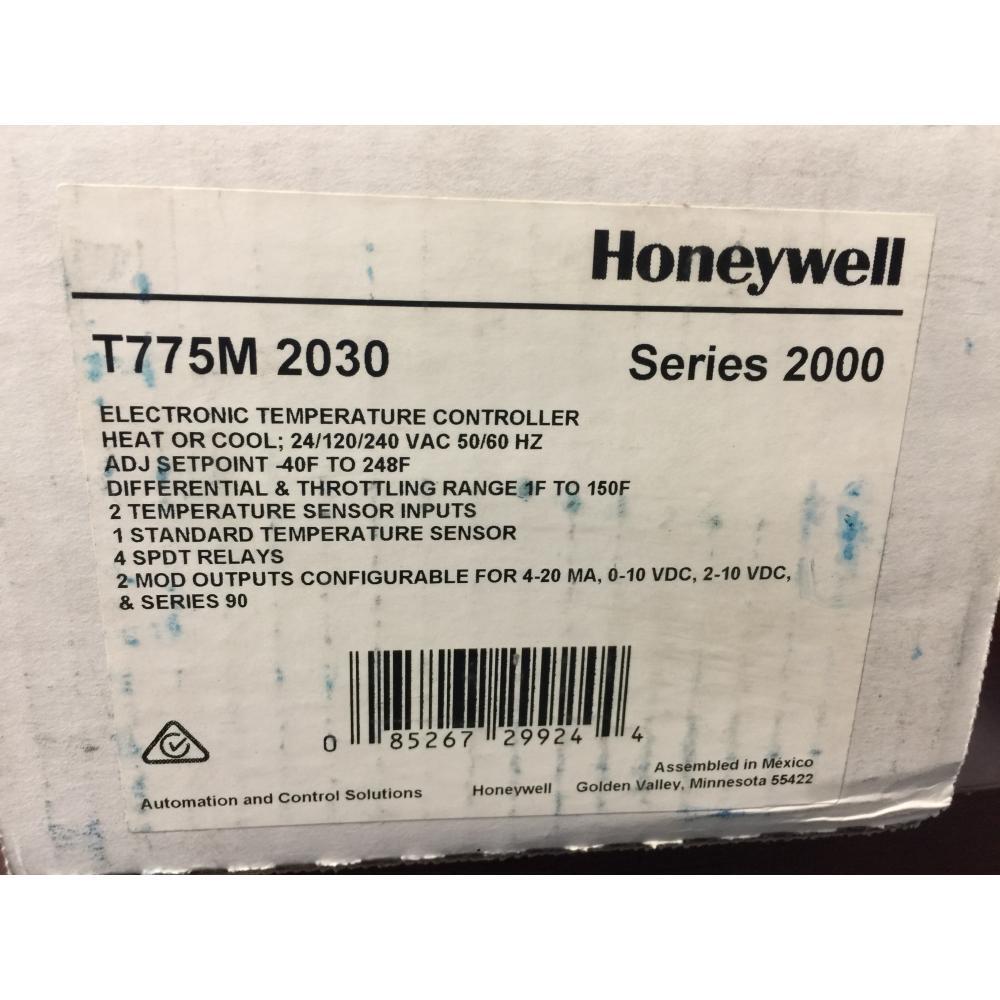 Honeywell
T775M 2030 Series 2000
ELECTRONIC TEMPERATURE CONTROLLER
HEAT OR COOL; 24/120/240 VAC 50/60 HZ
ADJ SETPOINT -40F TO 248F
DIFFERENTIAL & THROTTLING RANGE 1F TO 150F
2 TEMPERATURE SENSOR INPUTS
1 STANDARD TEMPERATURE SENSOR
4 SPDT RELAYS
2 MOD OUTPUTS CONFIGURABLE FOR 4-20 MA, 0-10 VDC, 2-10 VDC,
& SERIES 90
0 85267 29924 4
Assembled in México
Automation and Control Solutions Honeywell Golden Valley, Minnesota 55422